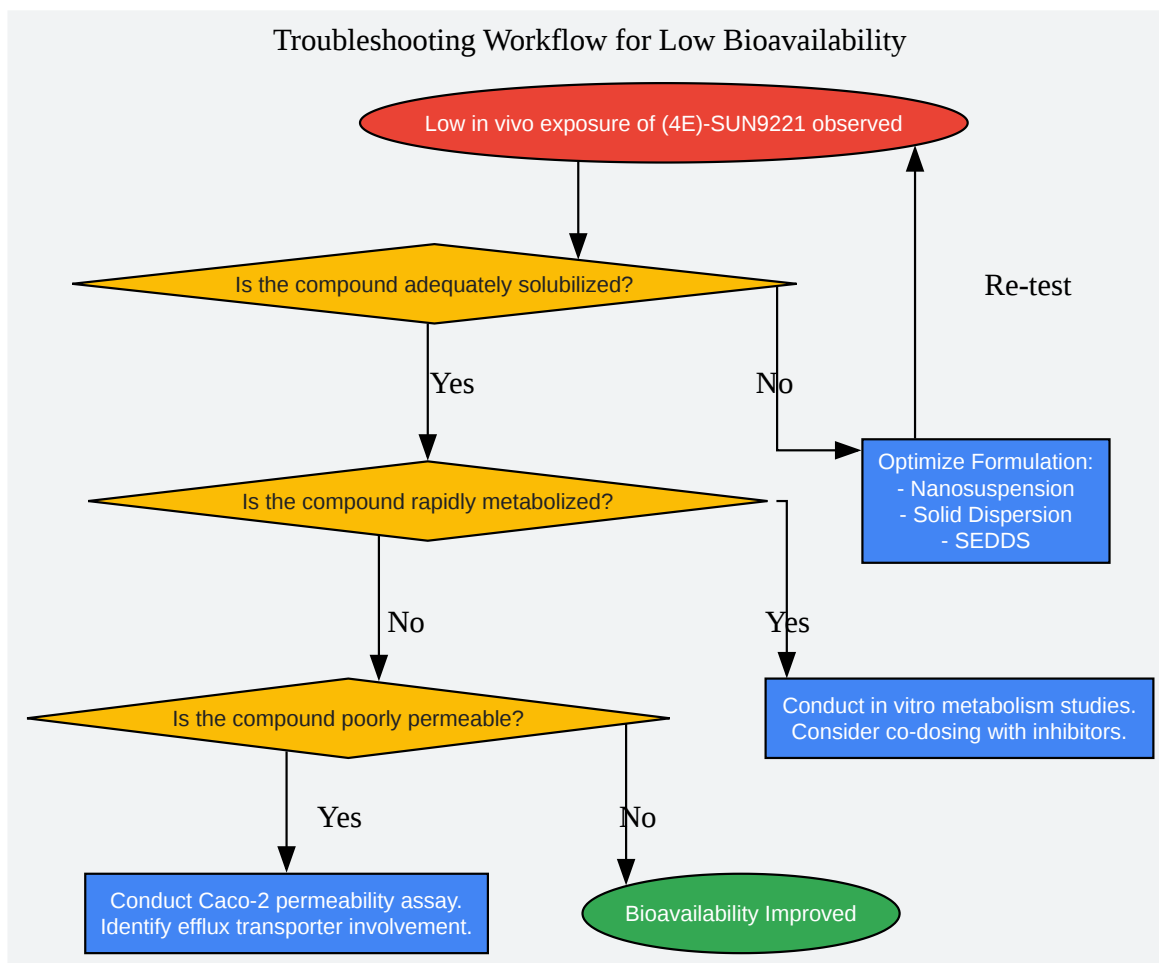 Troubleshooting Workflow for Low Bioavailability
Low in vivo exposure of (4E)-SUN9221 observed
Is the compound adequately solubilized?
Re-test
Yes
No
Optimize Formulation:
- Nanosuspension
- Solid Dispersion
- SEDDS
Is the compound rapidly metabolized?
No
Yes
Conduct in vitro metabolism studies.
Consider co-dosing with inhibitors.
Is the compound poorly permeable?
Yes
No
Conduct Caco-2 permeability assay.
Identify efflux transporter involvement.
Bioavailability Improved